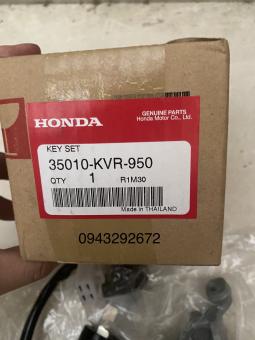 HONDA
GENUINE PARTS
Honda Motor Co., Ltd.
KEY SET
35010-KVR-950
QTY 1 R1M30
Made in THAILAND
0943292672